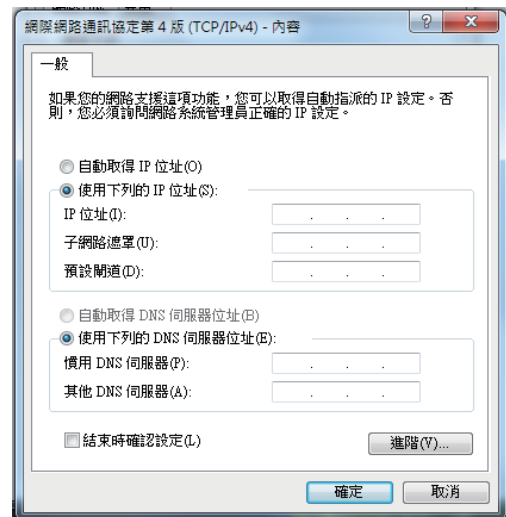 網際網路通訊協定第 4 版 (TCP/IPv4) - 內容
一般
如果您的網路支援這項功能，您可以取得自動指派的 IP 設定。否
則，您必須詢問網路系統管理員正確的 IP 設定。
自動取得 IP 位址(O)
使用下列的 IP 位址(S):
IP 位址(I):
子網路遮罩(U):
預設閘道(D):
自動取得 DNS 伺服器位址(B)
使用下列的 DNS 伺服器位址(E):
慣用 DNS 伺服器(P):
其他 DNS 伺服器(A):
結束時確認設定(L)
進階(V)...
確定
取消